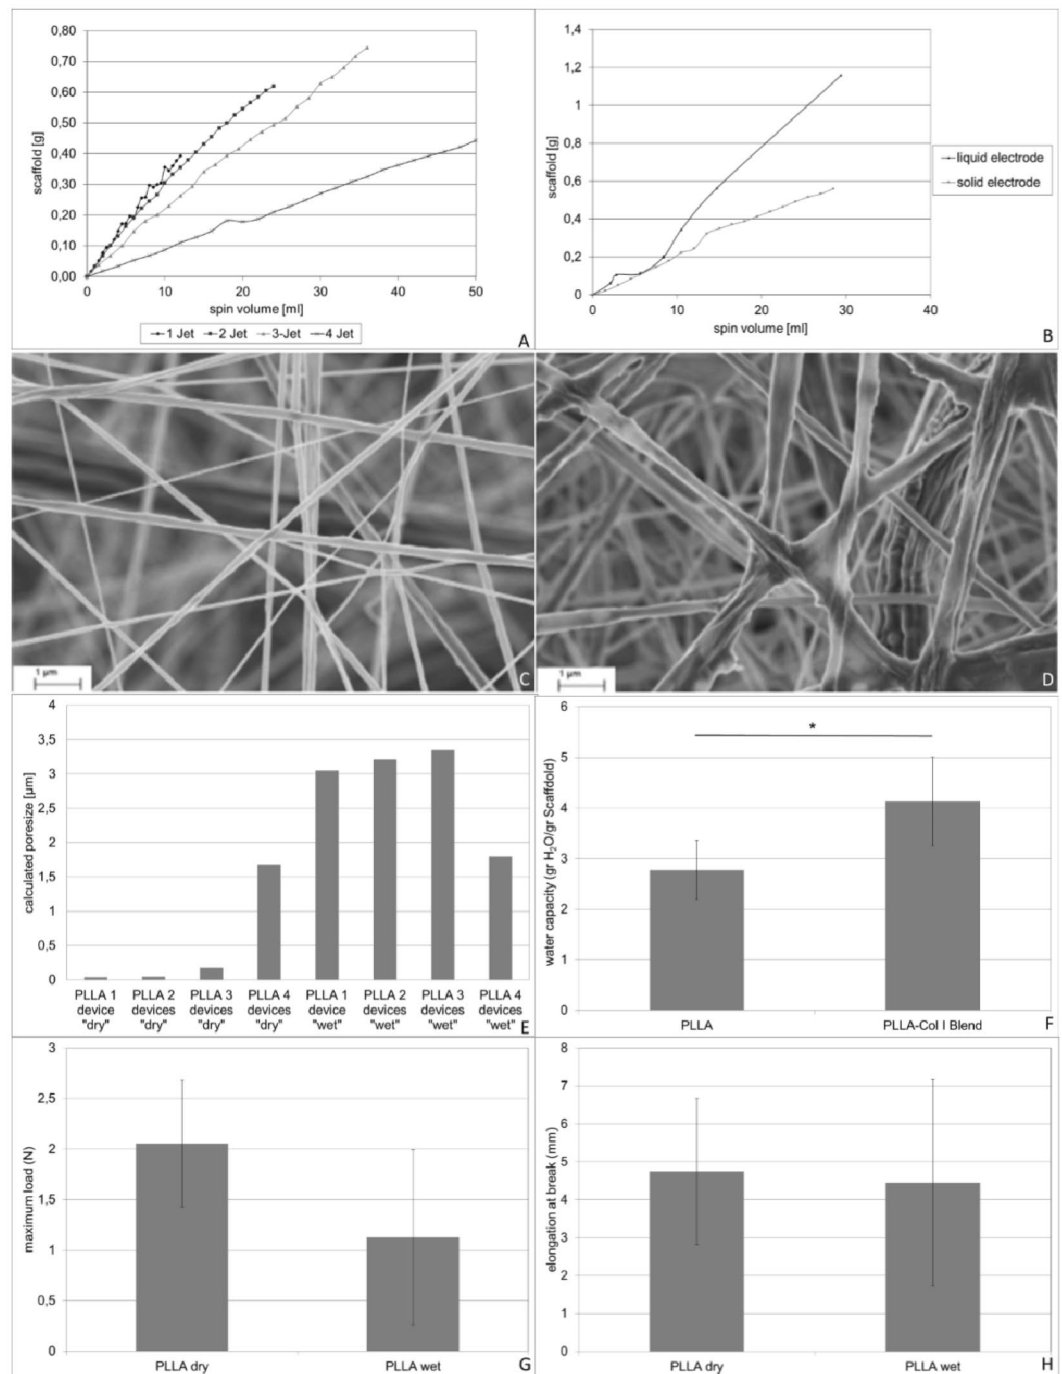 0,80
0,70
0,60
0,50
0,40
0,30
0,20
0,10
0,00
scaffold [g]
0 10 20 30 40 50
spin volume [ml]
1 Jet 2 Jet 3-Jet 4 Jet
A
1,4
1,2
1
0,8
0,6
0,4
0,2
0
scaffold [g]
0 10 20 30 40
spin volume [ml]
liquid electrode
solid electrode
B
1 µm
C
1 µm
D
4
3,5
3
2,5
2
1,5
1
0,5
0
calculated poresize [µm]
PLLA 1 PLLA 2 PLLA 3 PLLA 4 PLLA 1 PLLA 2 PLLA 3 PLLA 4
device devices devices devices device devices devices devices
"dry" "dry" "dry" "dry" "wet" "wet" "wet" "wet"
E
6
5
4
3
2
1
0
water capacity (gr H₂O/gr Scaffdold)
*
PLLA PLLA-Col I Blend
F
3
2,5
2
1,5
1
0,5
0
maximum load (N)
PLLA dry PLLA wet
G
8
7
6
5
4
3
2
1
0
elongation at break (mm)
PLLA dry PLLA wet
H